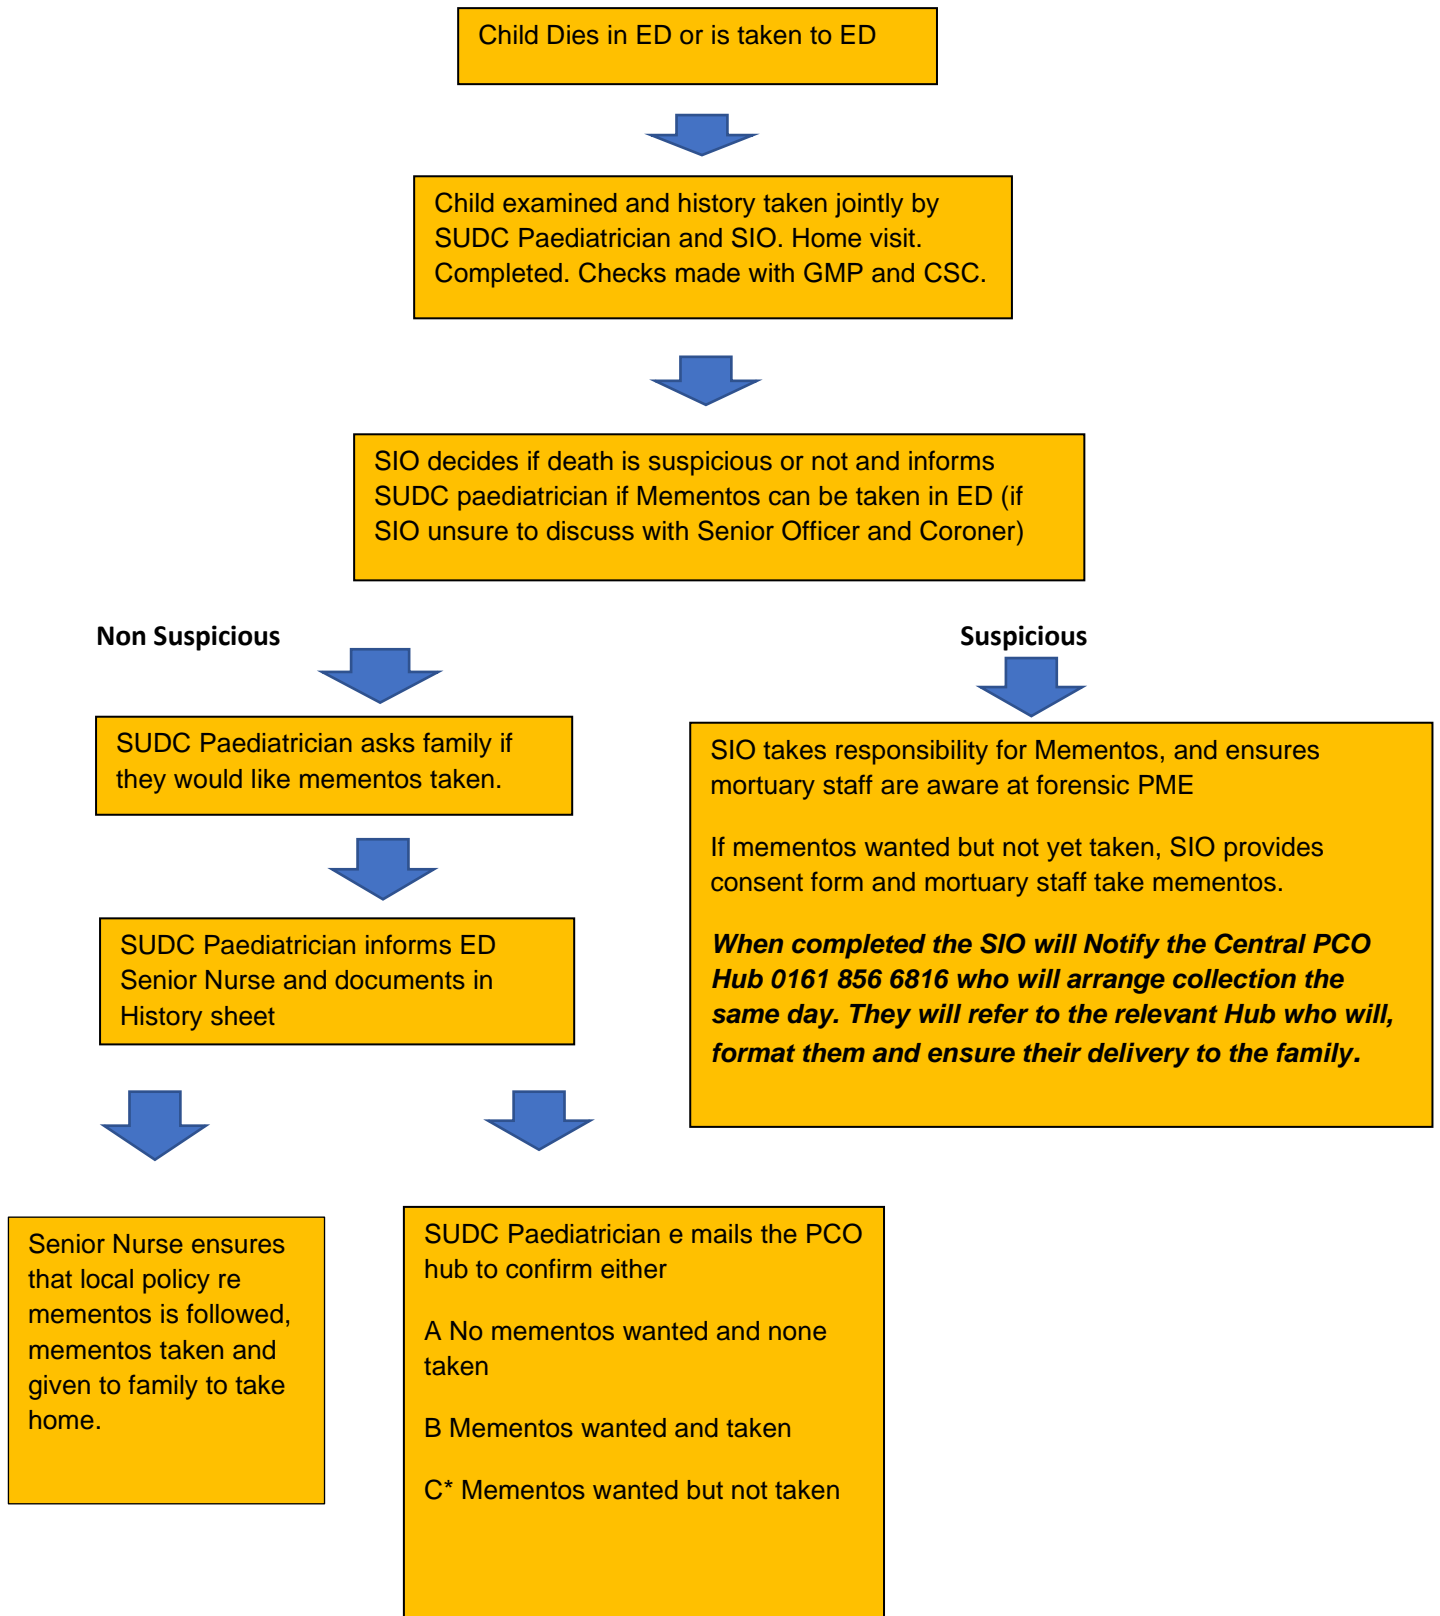 Child Dies in ED or is taken to ED
Child examined and history taken jointly by
SUDC Paediatrician and SIO. Home visit.
Completed. Checks made with GMP and CSC.
SIO decides if death is suspicious or not and informs
SUDC paediatrician if Mementos can be taken in ED (if
SIO unsure to discuss with Senior Officer and Coroner)
Non Suspicious
Suspicious
SUDC Paediatrician asks family if
they would like mementos taken.
SUDC Paediatrician informs ED
Senior Nurse and documents in
History sheet
SIO takes responsibility for Mementos, and ensures
mortuary staff are aware at forensic PME
If mementos wanted but not yet taken, SIO provides
consent form and mortuary staff take mementos.
When completed the SIO will Notify the Central PCO
Hub 0161 856 6816 who will arrange collection the
same day. They will refer to the relevant Hub who will,
format them and ensure their delivery to the family.
Senior Nurse ensures
that local policy re
mementos is followed,
mementos taken and
given to family to take
home.
SUDC Paediatrician e mails the PCO
hub to confirm either
A No mementos wanted and none
taken
B Mementos wanted and taken
C* Mementos wanted but not taken